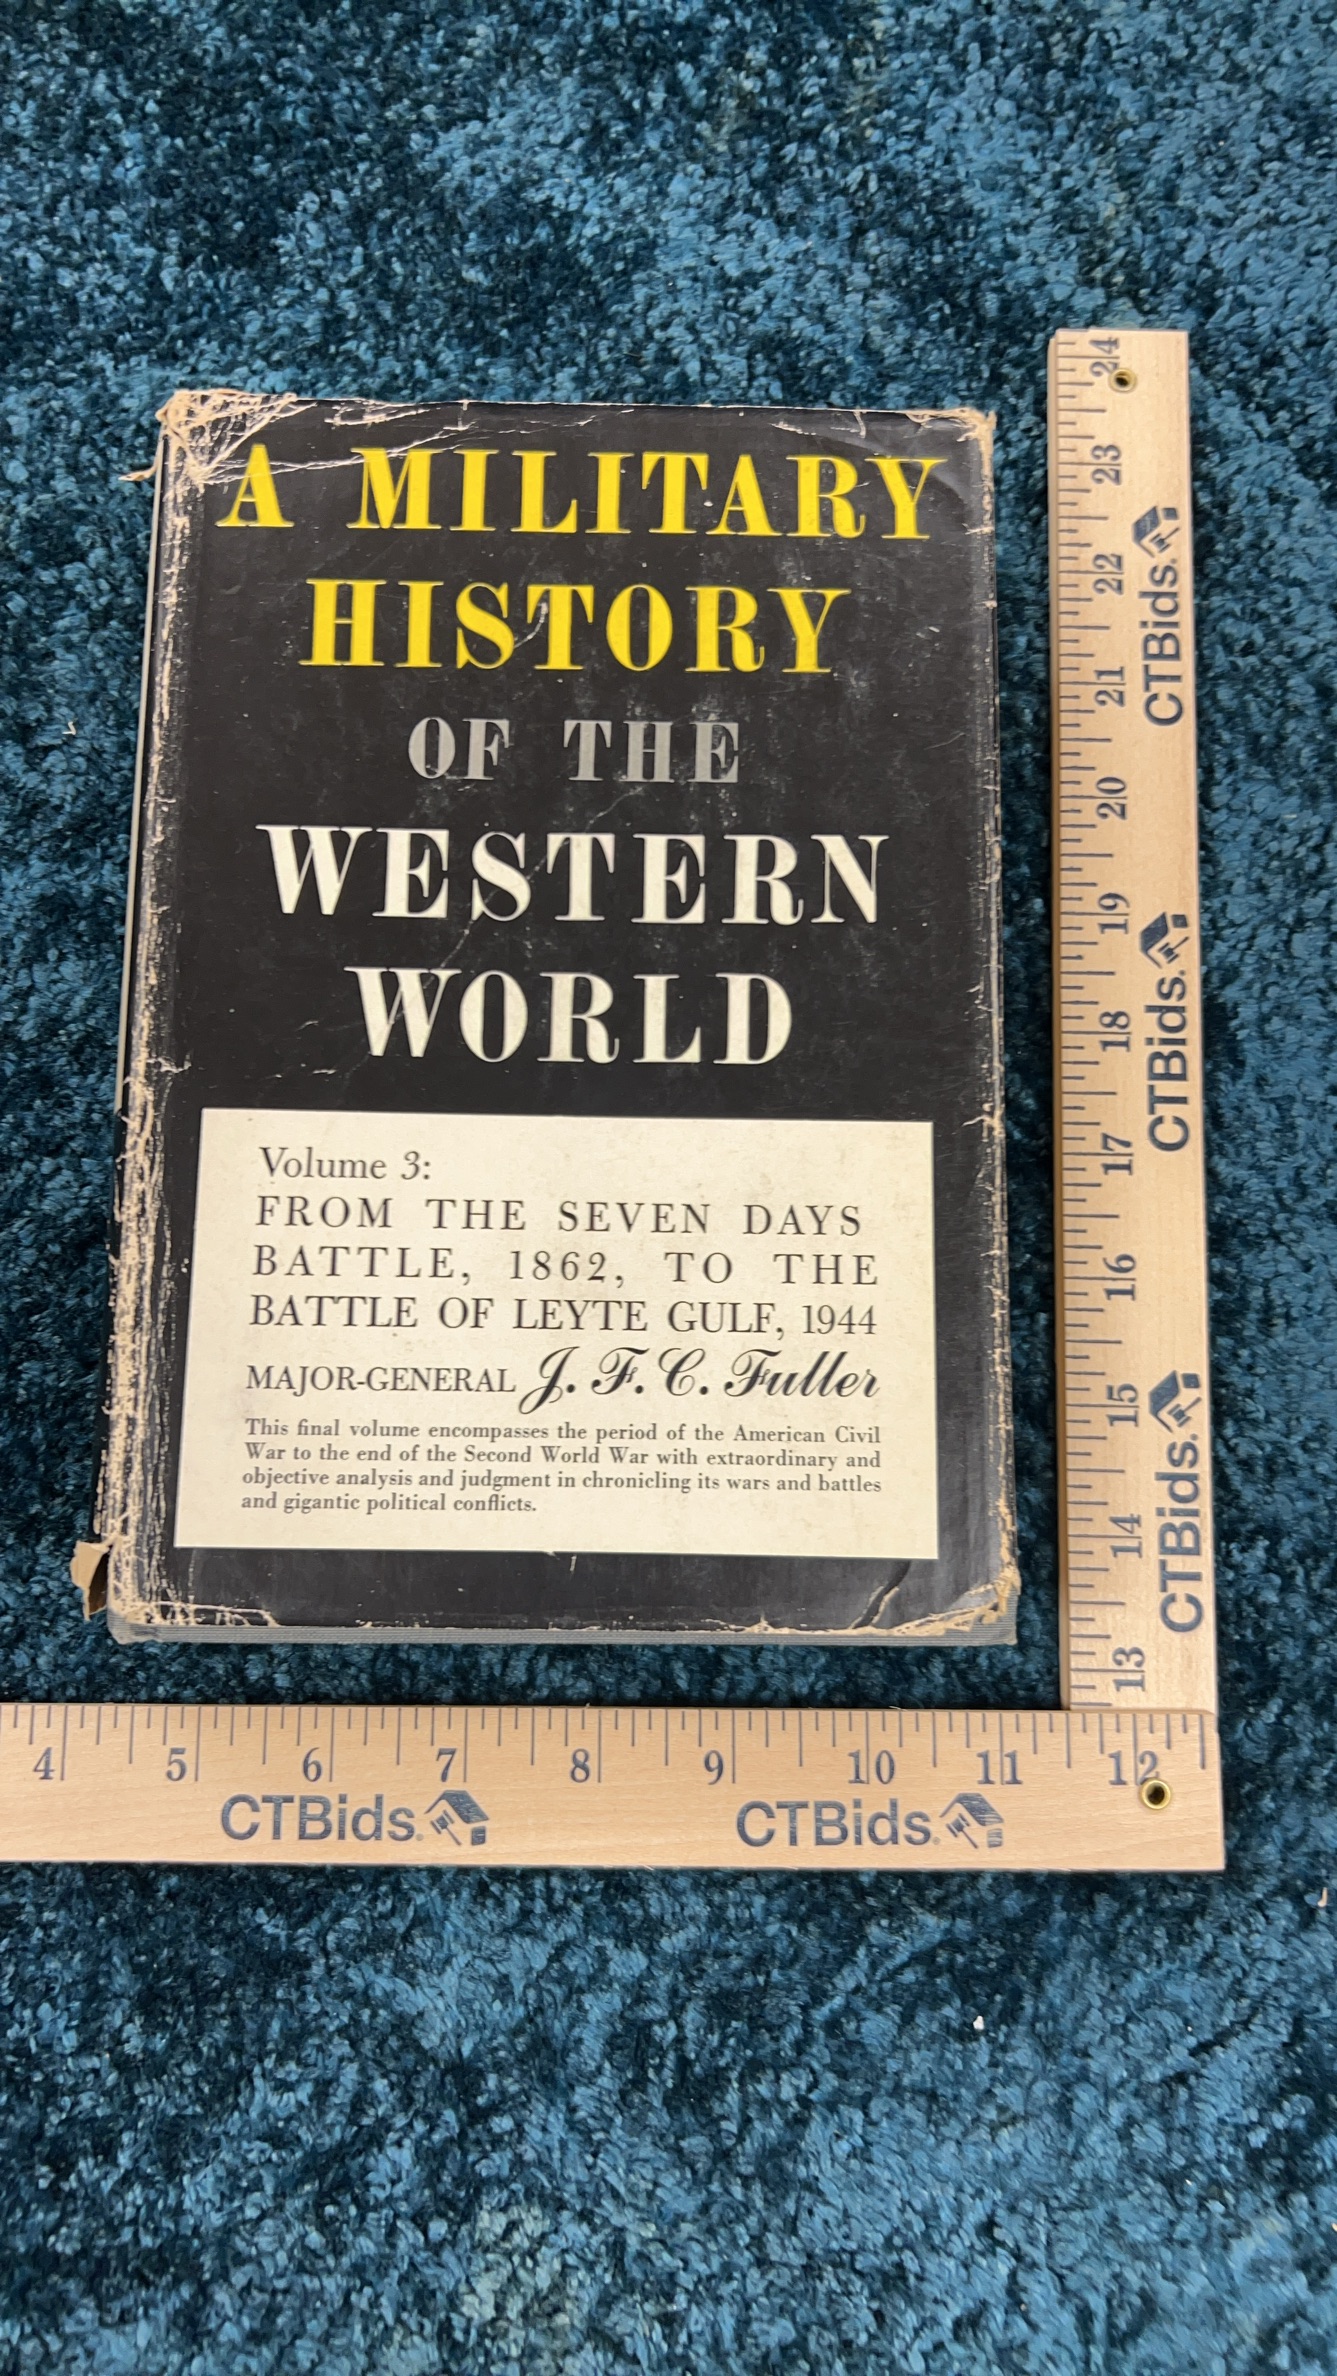 A MILITARY
HISTORY
OF THE
WESTERN
WORLD
Volume 3:
FROM THE SEVEN DAYS
BATTLE, 1862, TO THE
BATTLE OF LEYTE GULF, 1944
MAJOR-GENERAL J. F. C. Fuller
This final volume encompasses the period of the American Civil
War to the end of the Second World War with extraordinary and
objective analysis and judgment in chronicling its wars and battles
and gigantic political conflicts.
24
23
22
21
20
19
18
17
16
15
14
13
CTBids.
CTBids.
CTBids.
4 5 6 7 8 9 10 11 12
CTBids. CTBids.